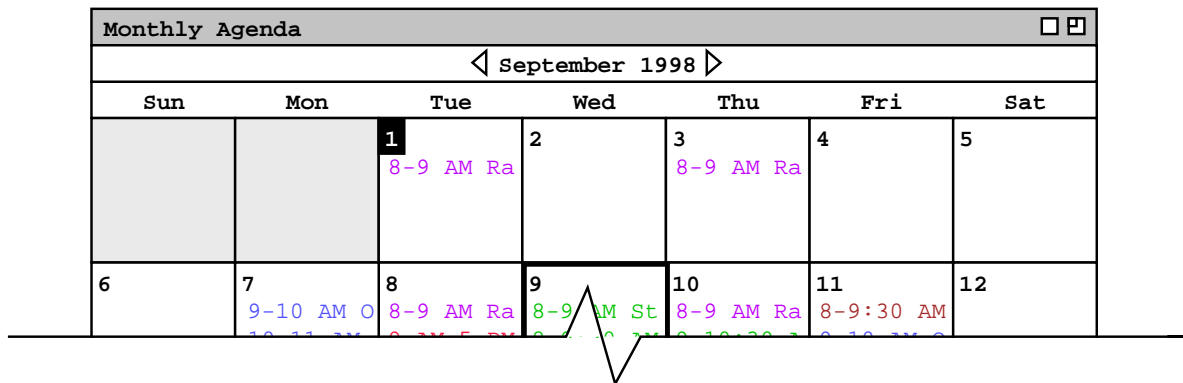 Monthly Agenda
September 1998
Sun Mon Tue Wed Thu Fri Sat
1 2 3 4 5
8-9 AM Ra 8-9 AM Ra
6 7 8 9 10 11 12
9-10 AM O 8-9 AM Ra 8-9 AM St 8-9 AM Ra 8-9:30 AM